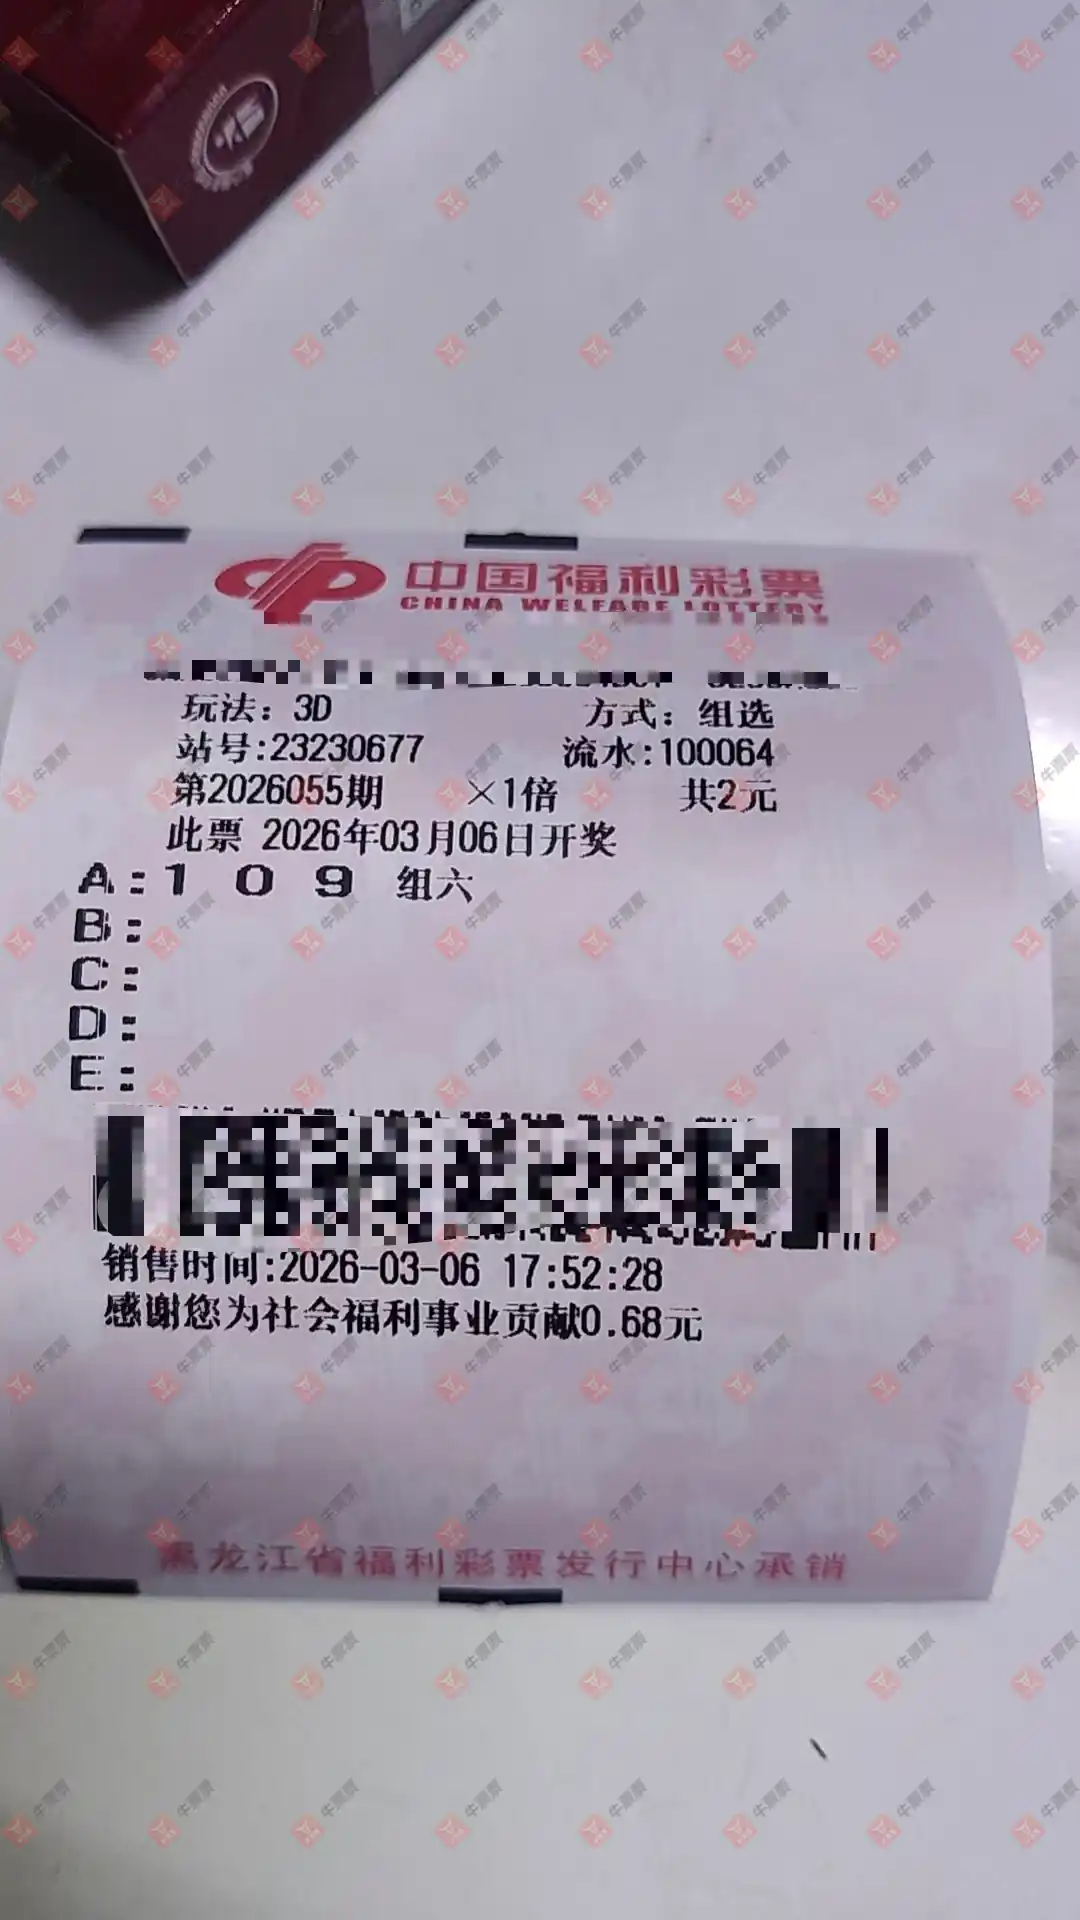 中国福利彩票
CHINA WELFARE LOTTERY
玩法：3D 方式：组选
站号:23230677 流水:100064
第2026055期 ×1倍 共2元
此票 2026年03月06日开奖
A:1 0 9 组六
B:
C:
D:
E:
销售时间:2026-03-06 17:52:28
感谢您为社会福利事业贡献0.68元
黑龙江省福利彩票发行中心承销
牛票票